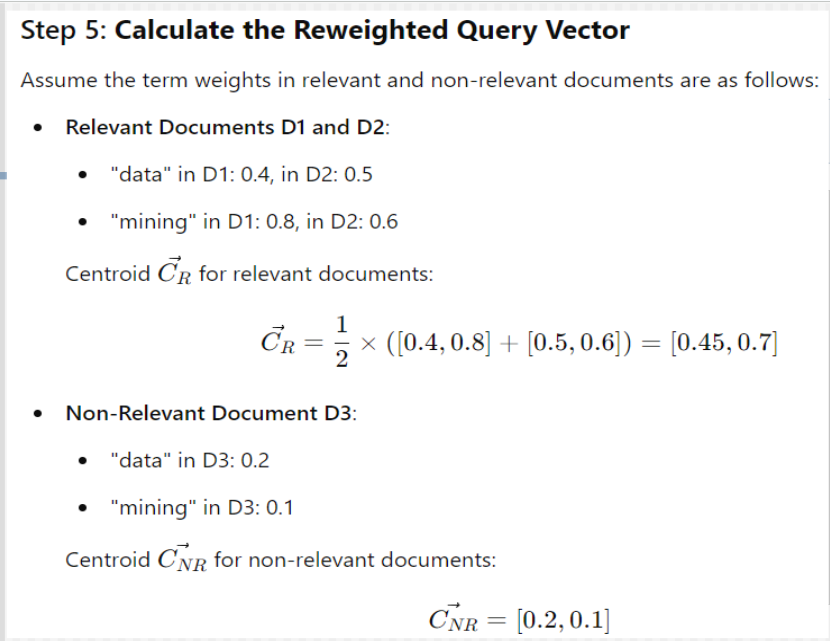 Step 5: Calculate the Reweighted Query Vector
Assume the term weights in relevant and non-relevant documents are as follows:
• Relevant Documents D1 and D2:
• "data" in D1: 0.4, in D2: 0.5
• "mining" in D1: 0.8, in D2: 0.6
Centroid $\vec{C_R}$ for relevant documents:
$\vec{C_R} = \frac{1}{2} \times ([0.4, 0.8] + [0.5, 0.6]) = [0.45, 0.7]$
• Non-Relevant Document D3:
• "data" in D3: 0.2
• "mining" in D3: 0.1
Centroid $\vec{C_{NR}}$ for non-relevant documents:
$\vec{C_{NR}} = [0.2, 0.1]$